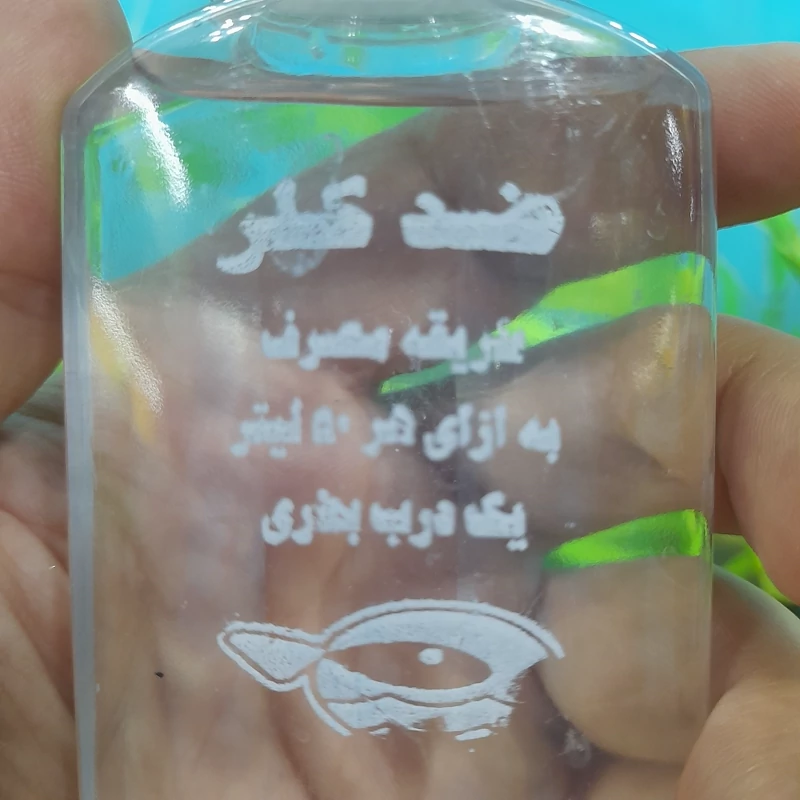 ضد کلر
طریقه مصرف
به ازای هر ۵۰ لیتر
یک درب بطری